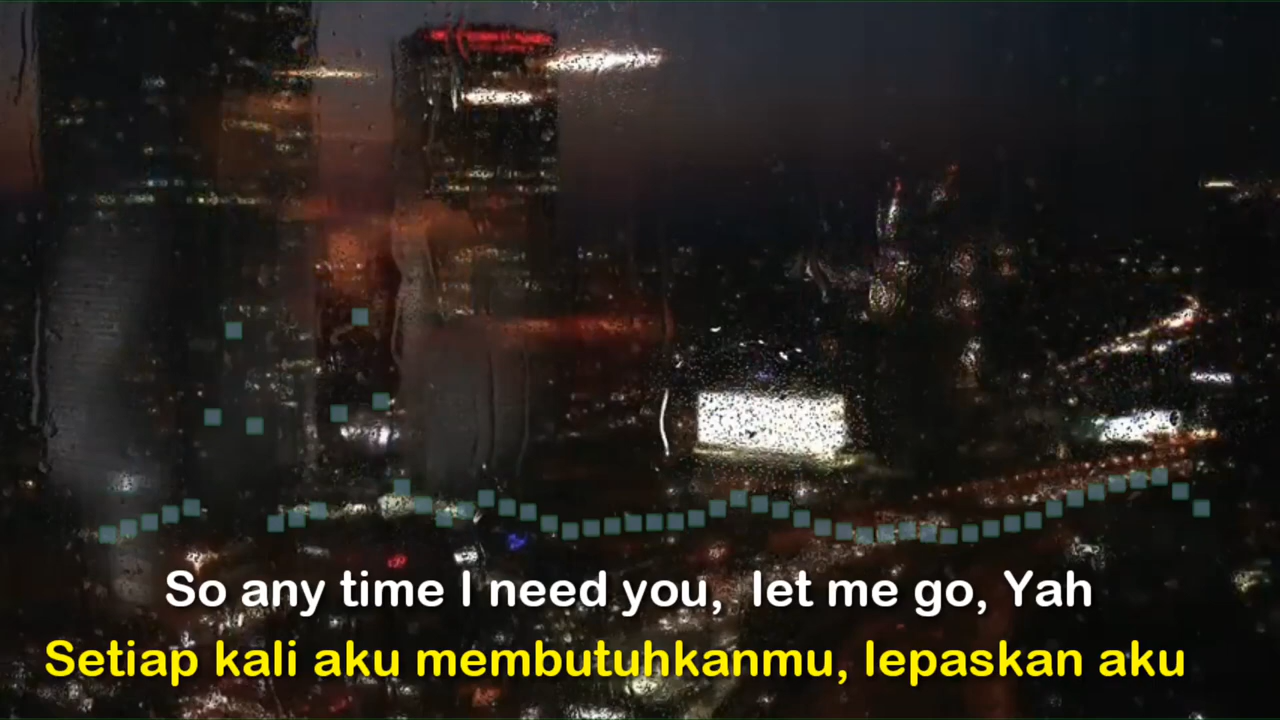 So any time I need you, let me go, Yah
Setiap kali aku membutuhkanmu, lepaskan aku